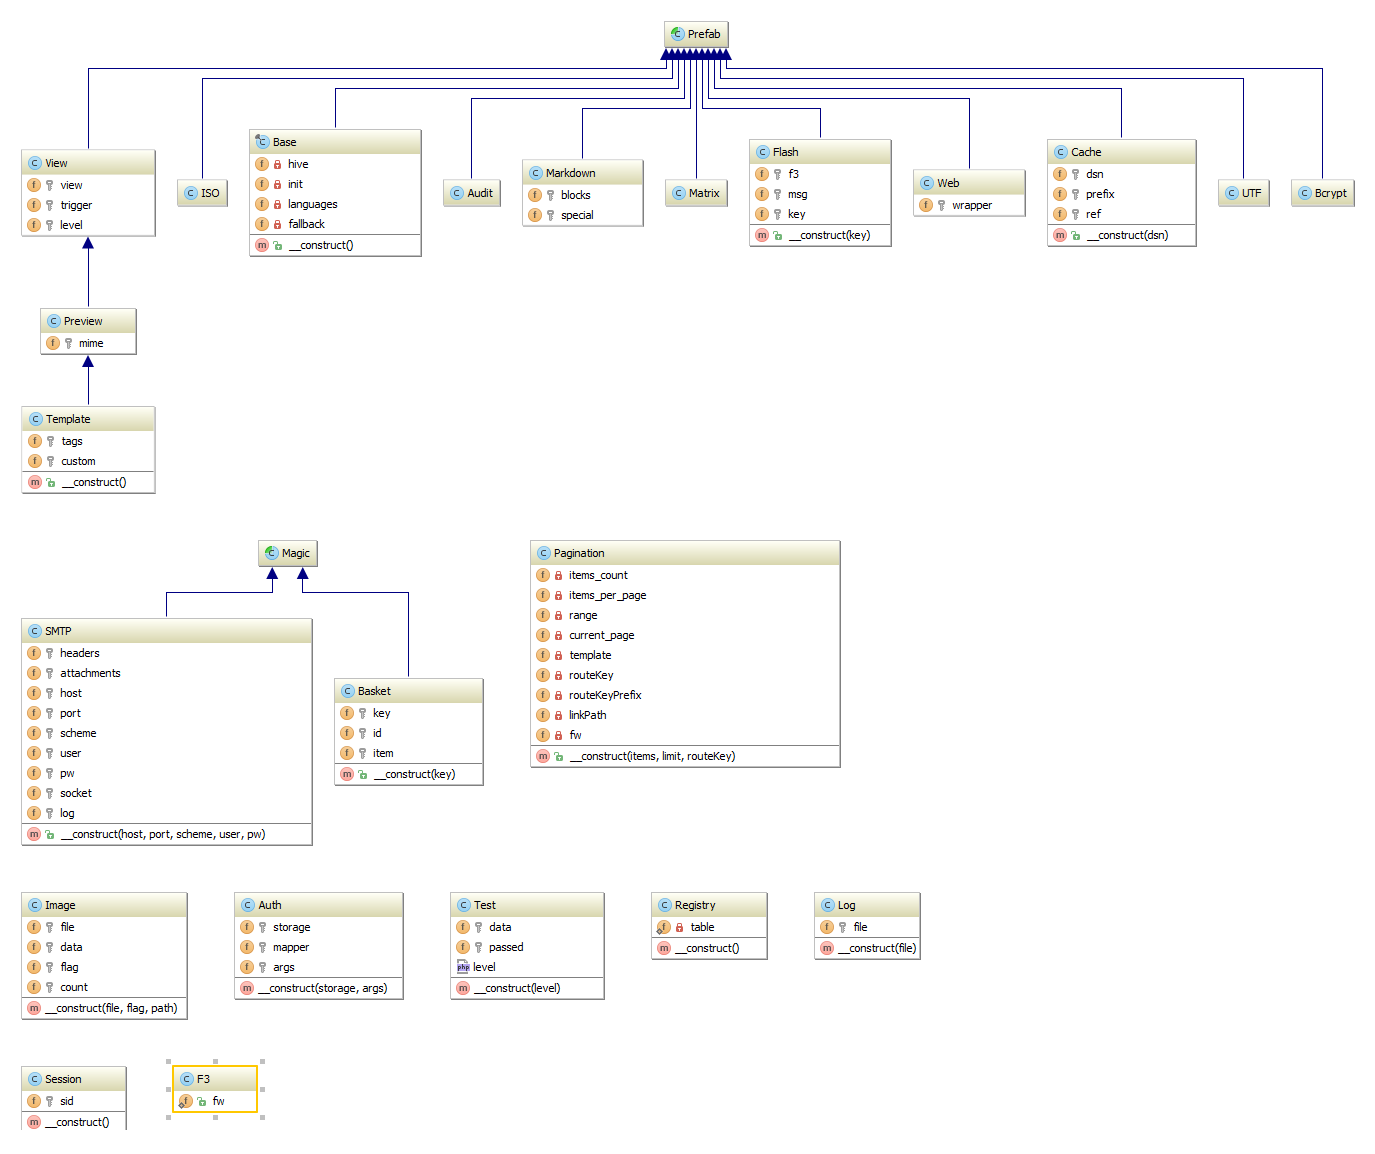 Prefab
View
view
trigger
level
ISO
Base
hive
init
languages
fallback
__construct()
Audit
Markdown
blocks
special
Matrix
Flash
f3
msg
key
__construct(key)
Web
wrapper
Cache
dsn
prefix
ref
__construct(dsn)
UTF
Bcrypt
Preview
mime
Template
tags
custom
__construct()
Magic
SMTP
headers
attachments
host
port
scheme
user
pw
socket
log
__construct(host, port, scheme, user, pw)
Basket
key
id
item
__construct(key)
Pagination
items_count
items_per_page
range
current_page
template
routeKey
routeKeyPrefix
linkPath
fw
__construct(items, limit, routeKey)
Image
file
data
flag
count
__construct(file, flag, path)
Auth
storage
mapper
args
__construct(storage, args)
Test
data
passed
level
__construct(level)
Registry
table
__construct()
Log
file
__construct(file)
Session
sid
__construct()
F3
fw